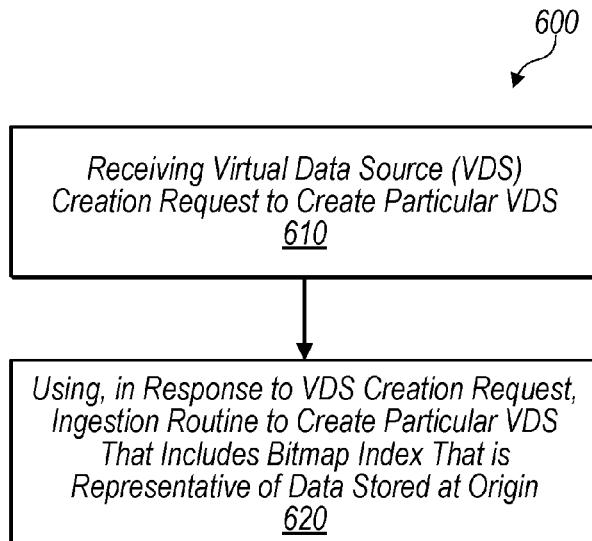 600
Receiving Virtual Data Source (VDS)
Creation Request to Create Particular VDS
610
Using, in Response to VDS Creation Request,
Ingestion Routine to Create Particular VDS
That Includes Bitmap Index That is
Representative of Data Stored at Origin
620